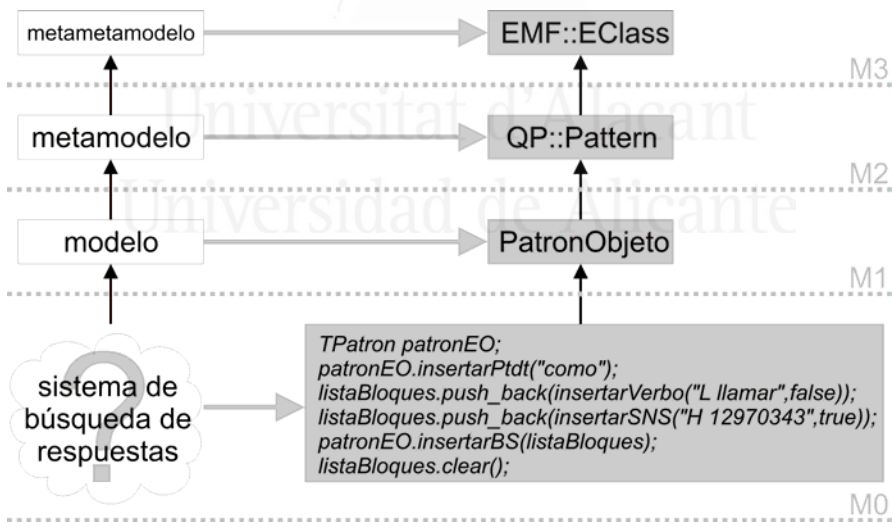 metametamodelo
EMF::EClass
M3
Universitat d'Alacant
metamodelo
QP::Pattern
M2
Universidad de Alicante
modelo
PatronObjeto
M1
?
sistema de
búsqueda de
respuestas
TPatron patronEO;
patronEO.insertarPtdt("como");
listaBloques.push_back(insertarVerbo("L llamar",false));
listaBloques.push_back(insertarSNS("H 12970343",true));
patronEO.insertarBS(listaBloques);
listaBloques.clear();
M0